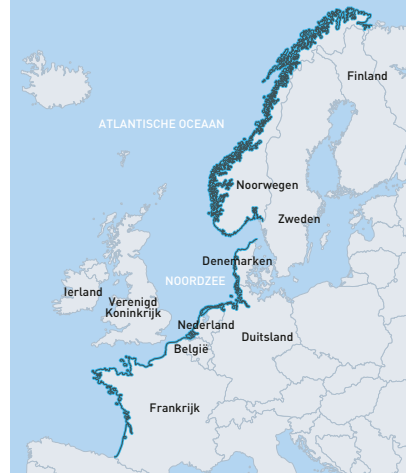 Finland
ATLANTISCHE OCEAAN
Noorwegen
Zweden
Denemarken
NOORDZEE
Ierland
Verenigd
Koninkrijk
Nederland
Duitsland
België
Frankrijk